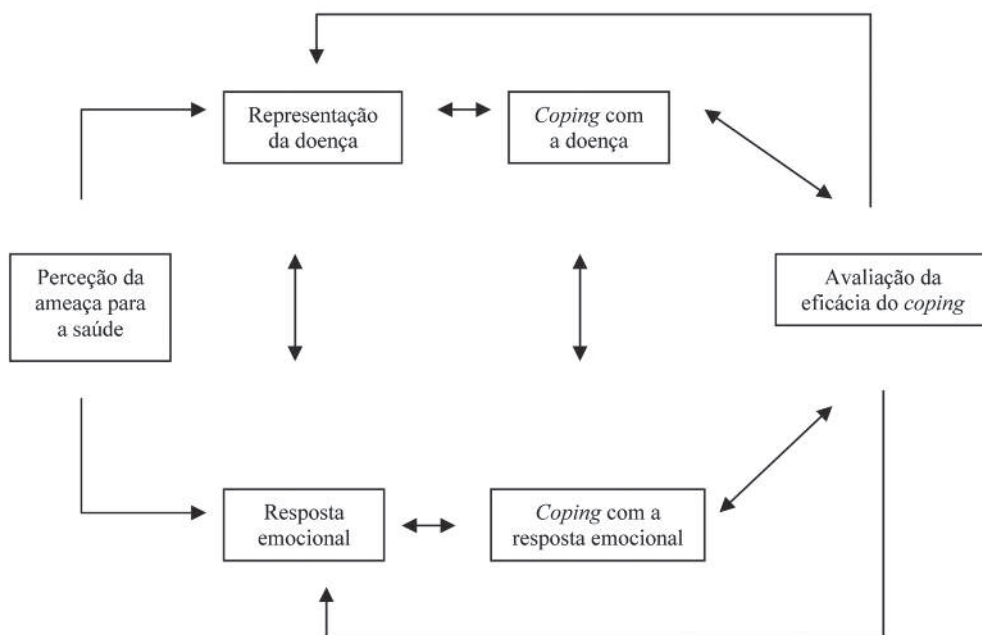 Representação
da doença
Coping com
a doença
Perceção da
ameaça para
a saúde
Avaliação da
eficácia do coping
Resposta
emocional
Coping com a
resposta emocional